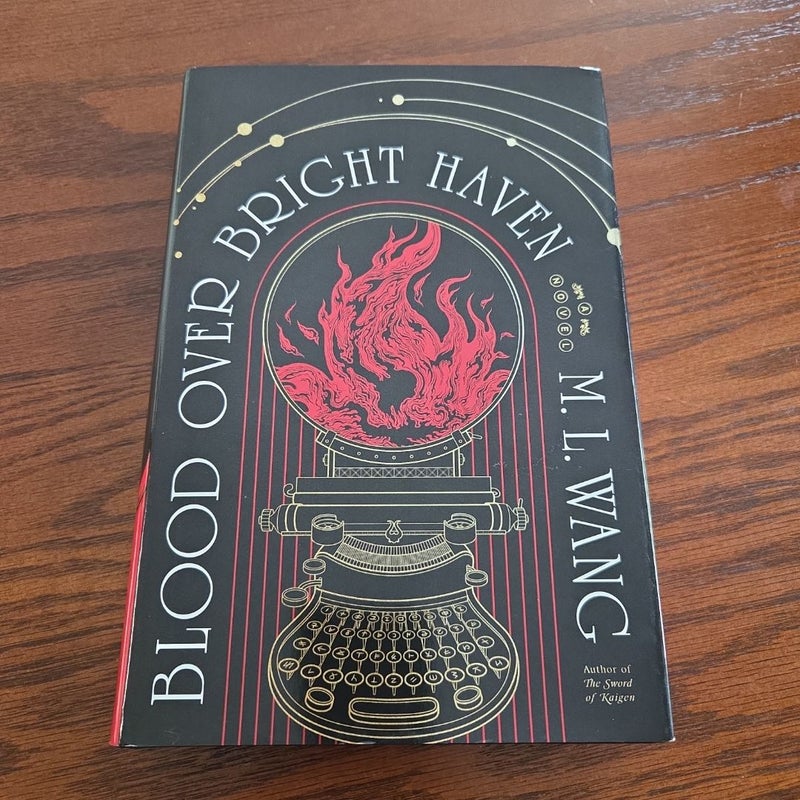 BLOOD OVER BRIGHT HAVEN
A
NOVEL
M. L. WANG
Author of
The Sword
of Kaigen